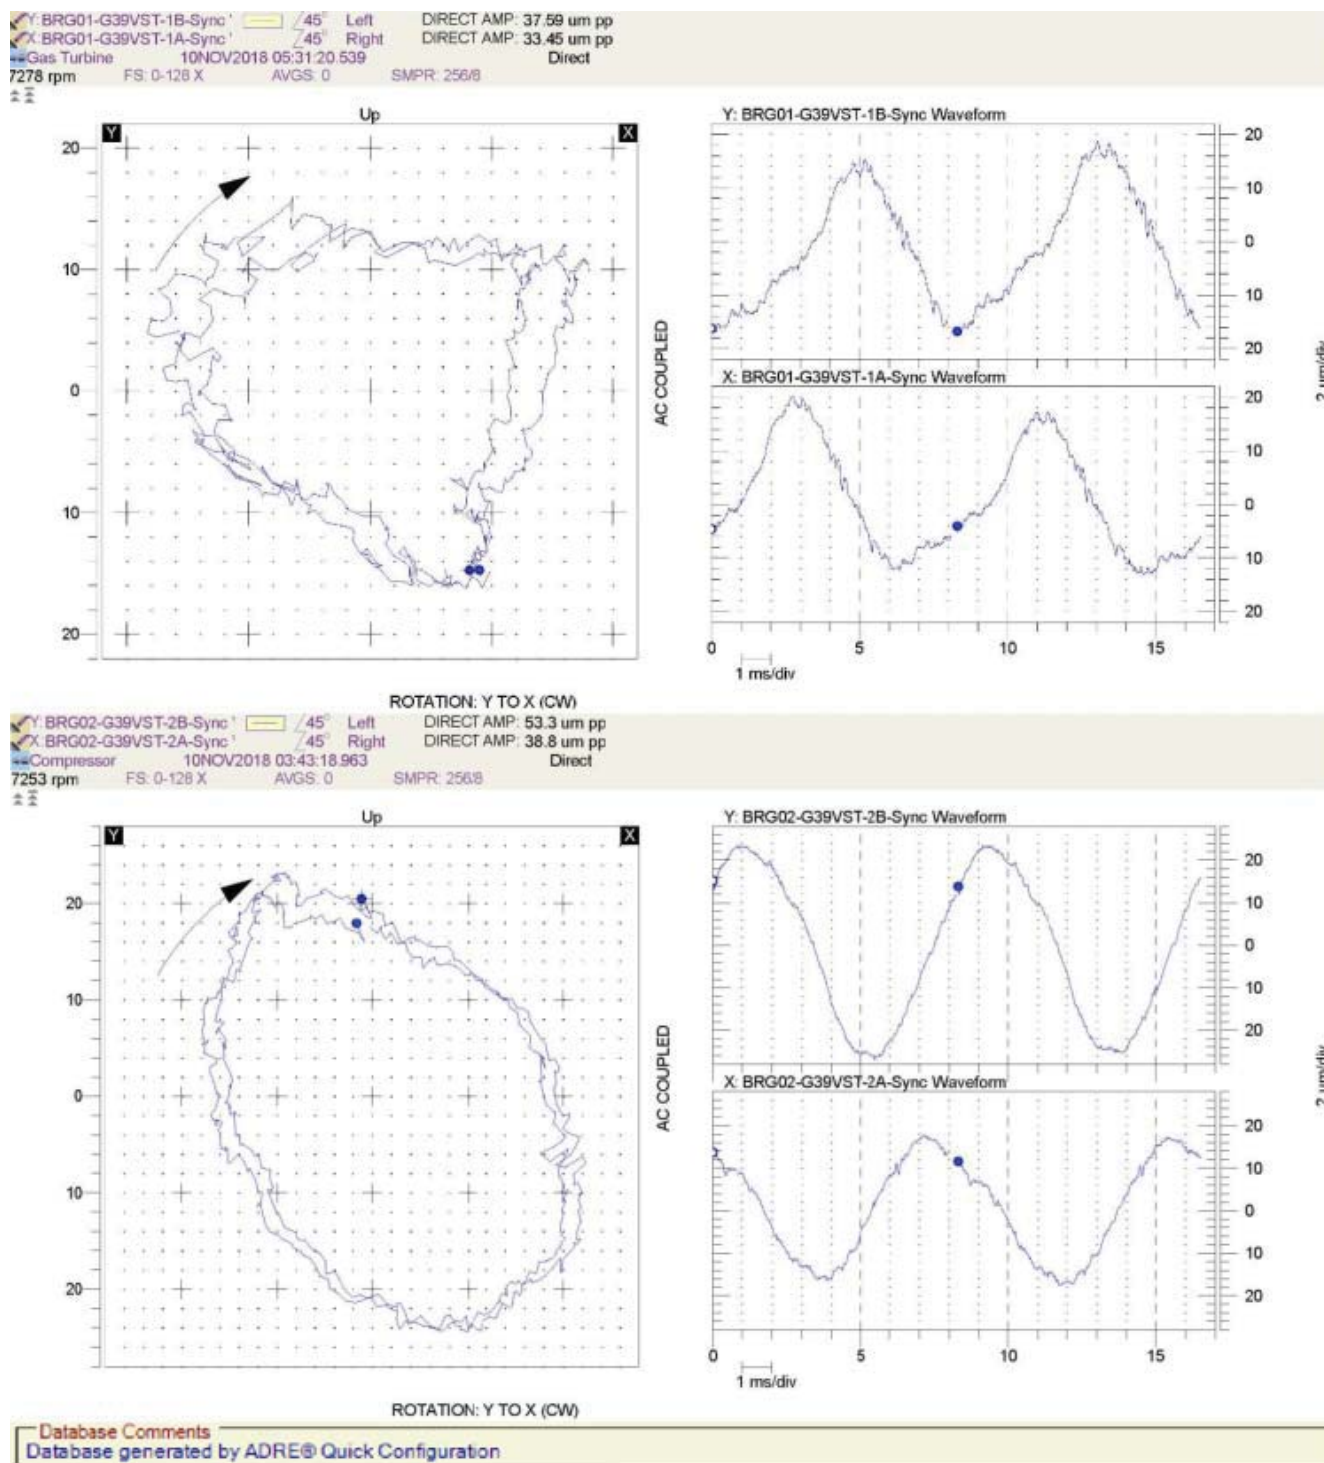 Y: BRG01-G39VST-1B-Sync ' 45° Left DIRECT AMP: 37.59 um pp
X: BRG01-G39VST-1A-Sync ' 45° Right DIRECT AMP: 33.45 um pp
Gas Turbine 10NOV2018 05:31:20.539 Direct
7278 rpm FS: 0-128 X AVGS: 0 SMPR: 256/8
Up
Y X
20
10
0
10
20
AC COUPLED
Y: BRG01-G39VST-1B-Sync Waveform
20
10
0
10
20
X: BRG01-G39VST-1A-Sync Waveform
20
10
0
10
20
2 um/div
0 5 10 15
1 ms/div
ROTATION: Y TO X (CW)
Y: BRG02-G39VST-2B-Sync ' 45° Left DIRECT AMP: 53.3 um pp
X: BRG02-G39VST-2A-Sync ' 45° Right DIRECT AMP: 38.8 um pp
Compressor 10NOV2018 03:43:18.963 Direct
7253 rpm FS: 0-128 X AVGS: 0 SMPR: 256/8
Up
Y X
20
10
0
10
20
AC COUPLED
Y: BRG02-G39VST-2B-Sync Waveform
20
10
0
10
20
X: BRG02-G39VST-2A-Sync Waveform
20
10
0
10
20
2 um/div
0 5 10 15
1 ms/div
ROTATION: Y TO X (CW)
Database Comments
Database generated by ADRE® Quick Configuration